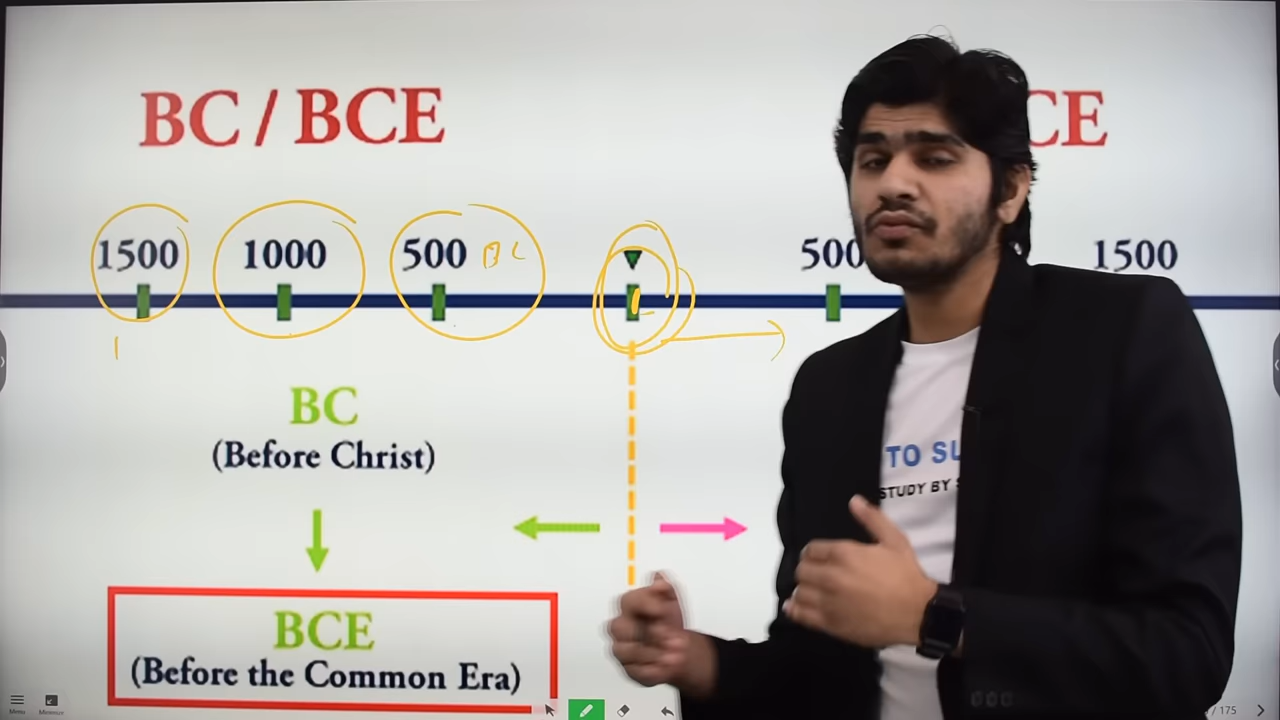 BC / BCE
CE
1500 1000 500 BC 500 1500
BC
(Before Christ)
BCE
(Before the Common Era)
TO SU
STUDY BY
Menu Minimize
/ 175